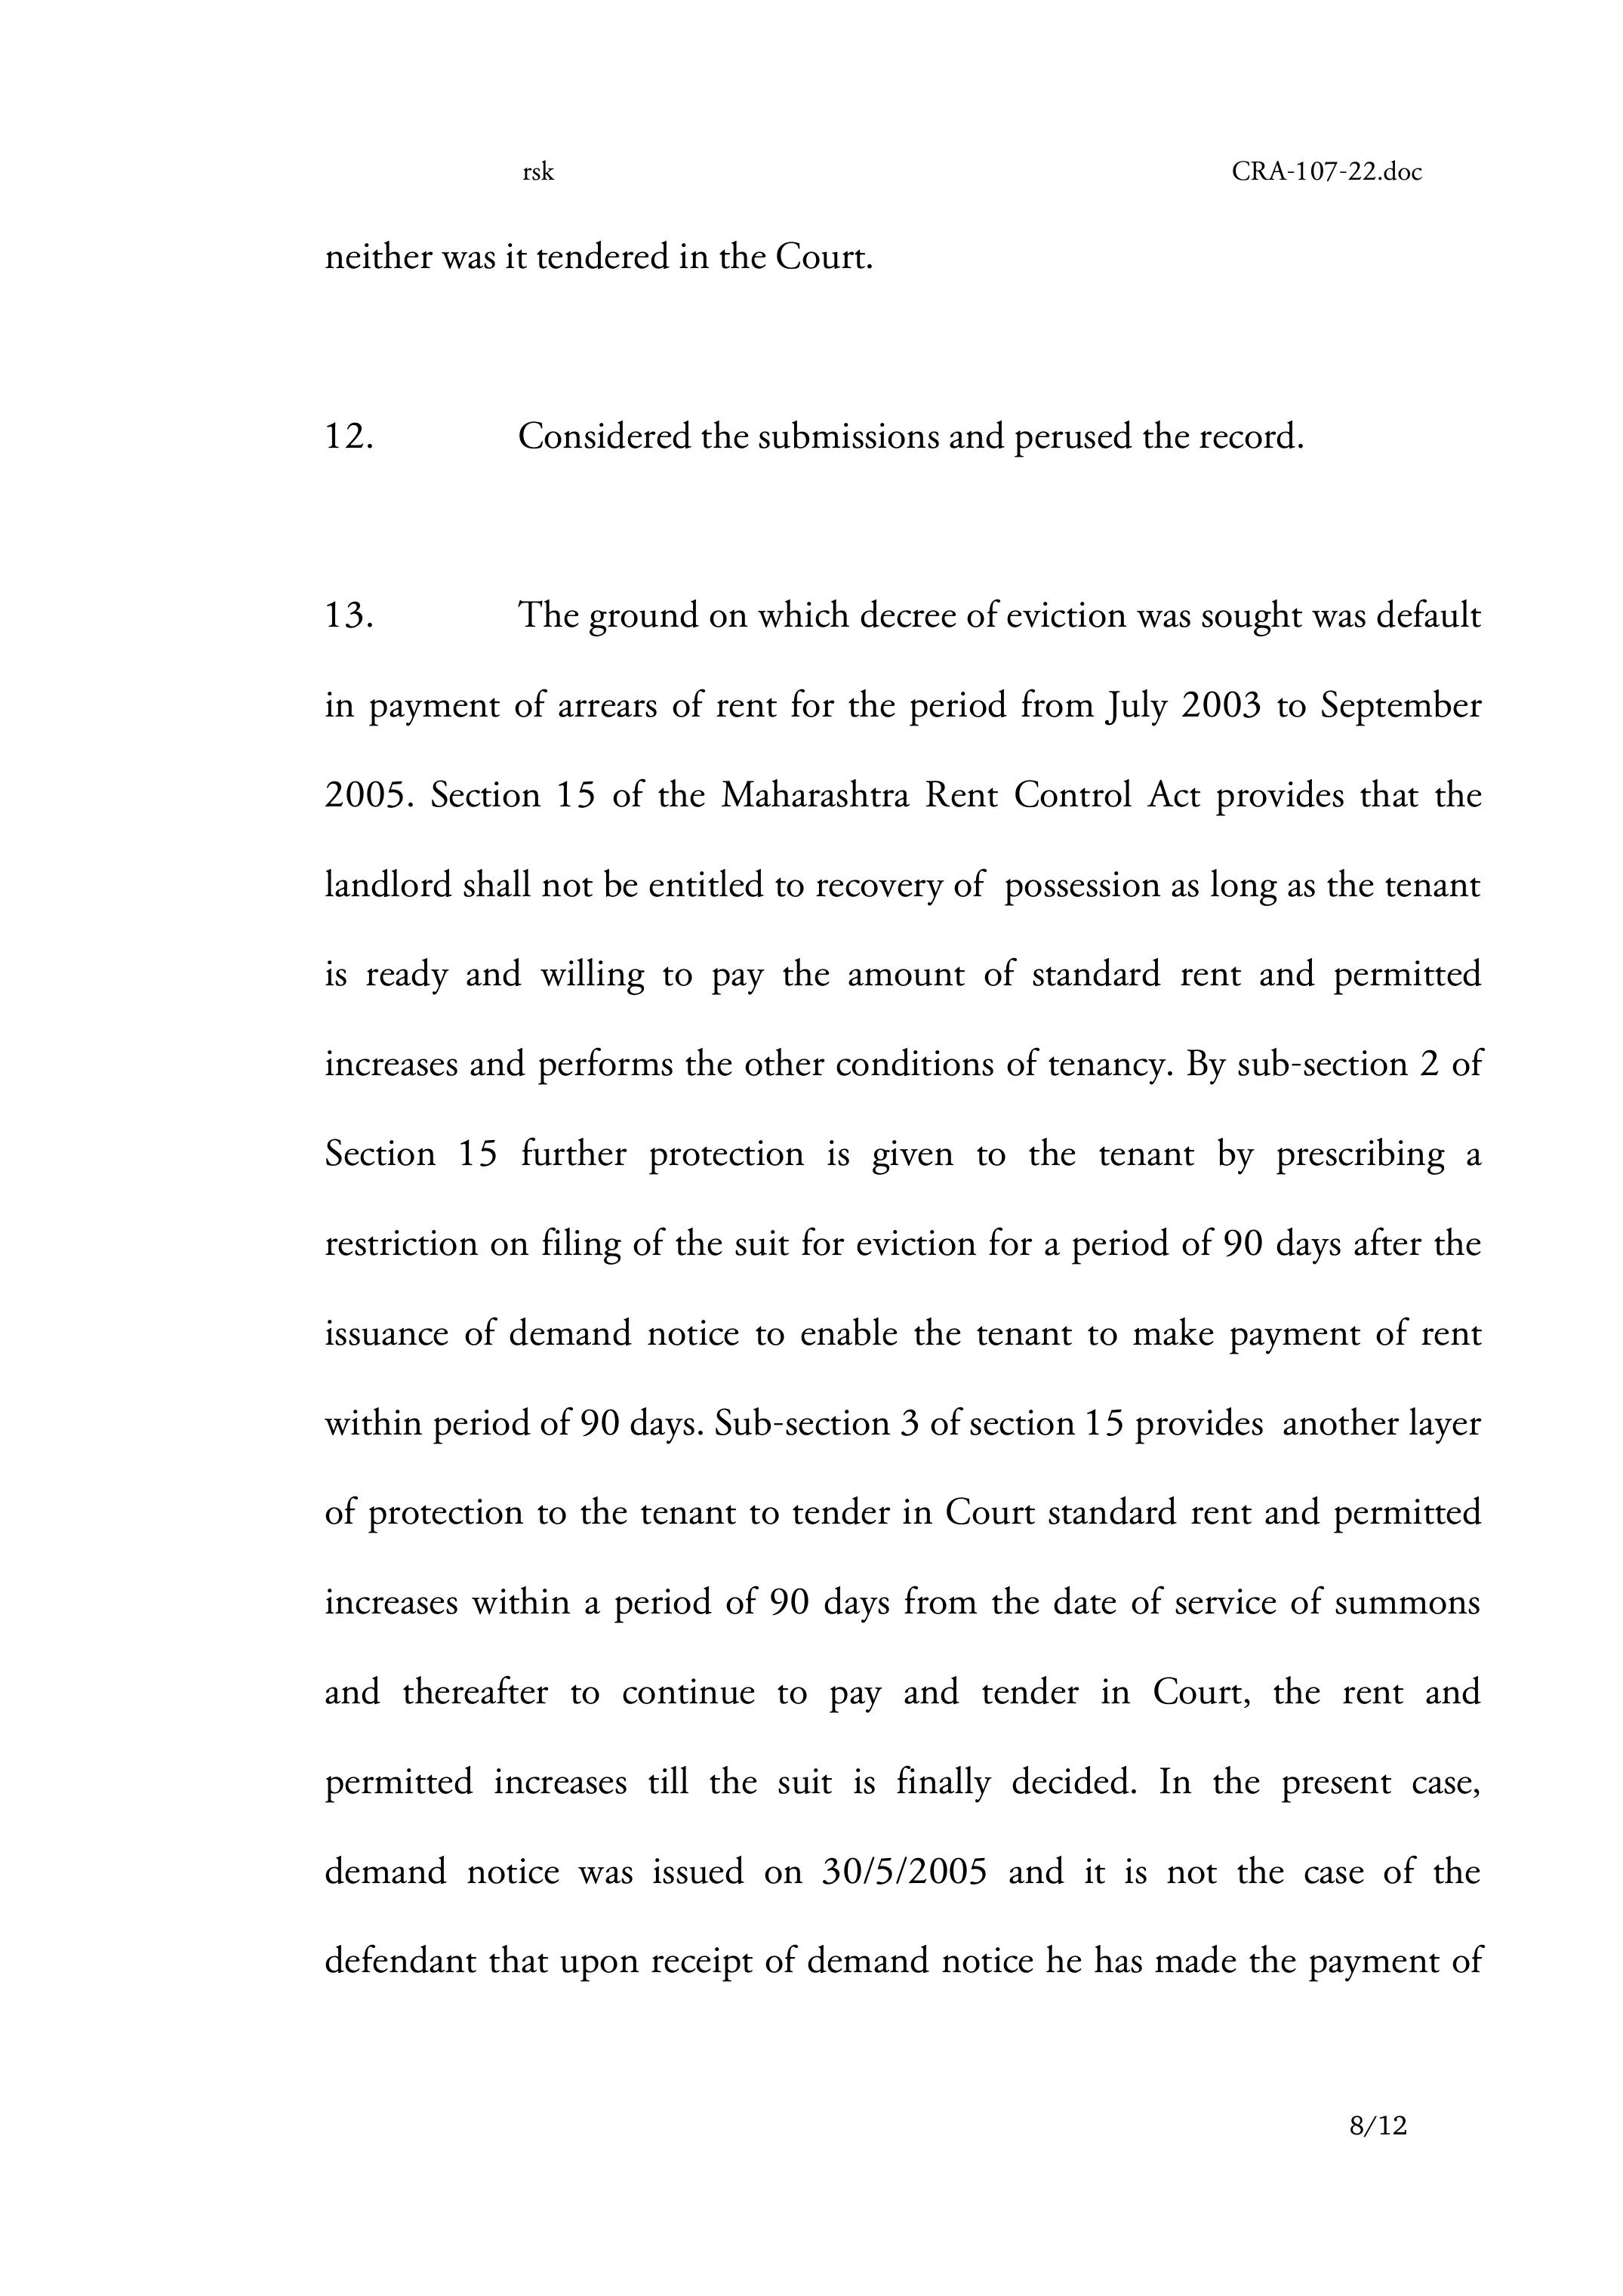 rsk CRA-107-22.doc
neither was it tendered in the Court.
12. Considered the submissions and perused the record.
13. The ground on which decree of eviction was sought was default
in payment of arrears of rent for the period from July 2003 to September
2005. Section 15 of the Maharashtra Rent Control Act provides that the
landlord shall not be entitled to recovery of possession as long as the tenant
is ready and willing to pay the amount of standard rent and permitted
increases and performs the other conditions of tenancy. By sub-section 2 of
Section 15 further protection is given to the tenant by prescribing a
restriction on filing of the suit for eviction for a period of 90 days after the
issuance of demand notice to enable the tenant to make payment of rent
within period of 90 days. Sub-section 3 of section 15 provides another layer
of protection to the tenant to tender in Court standard rent and permitted
increases within a period of 90 days from the date of service of summons
and thereafter to continue to pay and tender in Court, the rent and
permitted increases till the suit is finally decided. In the present case,
demand notice was issued on 30/5/2005 and it is not the case of the
defendant that upon receipt of demand notice he has made the payment of
8/12